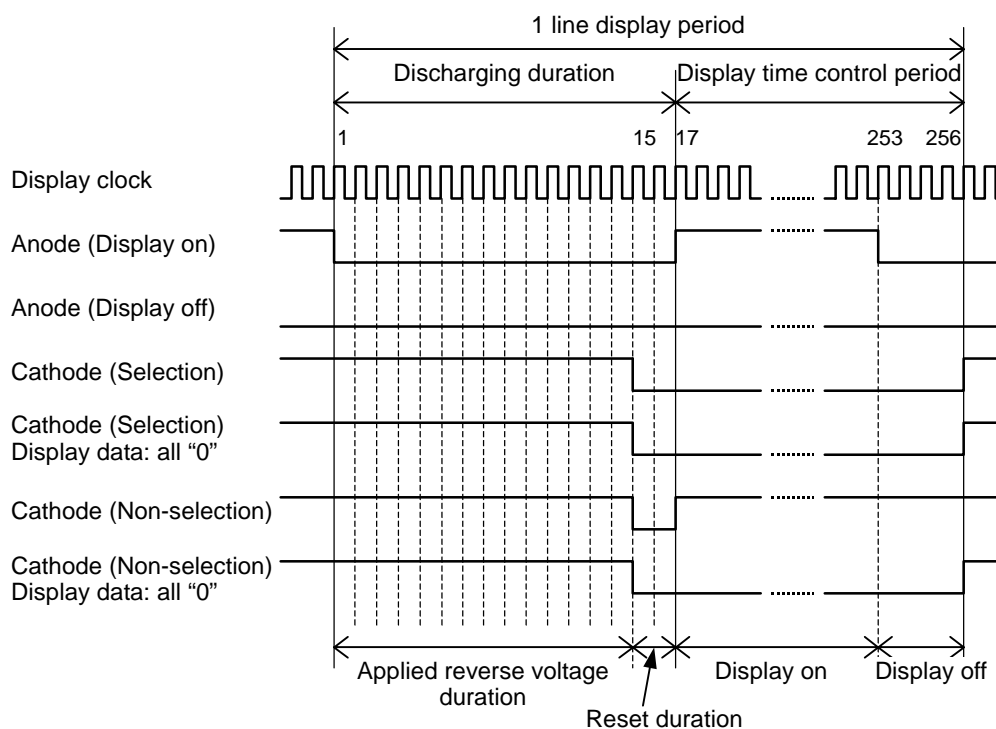 1 line display period
Discharging duration
Display time control period
1
15
17
253
256
Display clock
Anode (Display on)
Anode (Display off)
Cathode (Selection)
Cathode (Selection)
Display data: all “0”
Cathode (Non-selection)
Cathode (Non-selection)
Display data: all “0”
Applied reverse voltage
duration
Display on
Display off
Reset duration